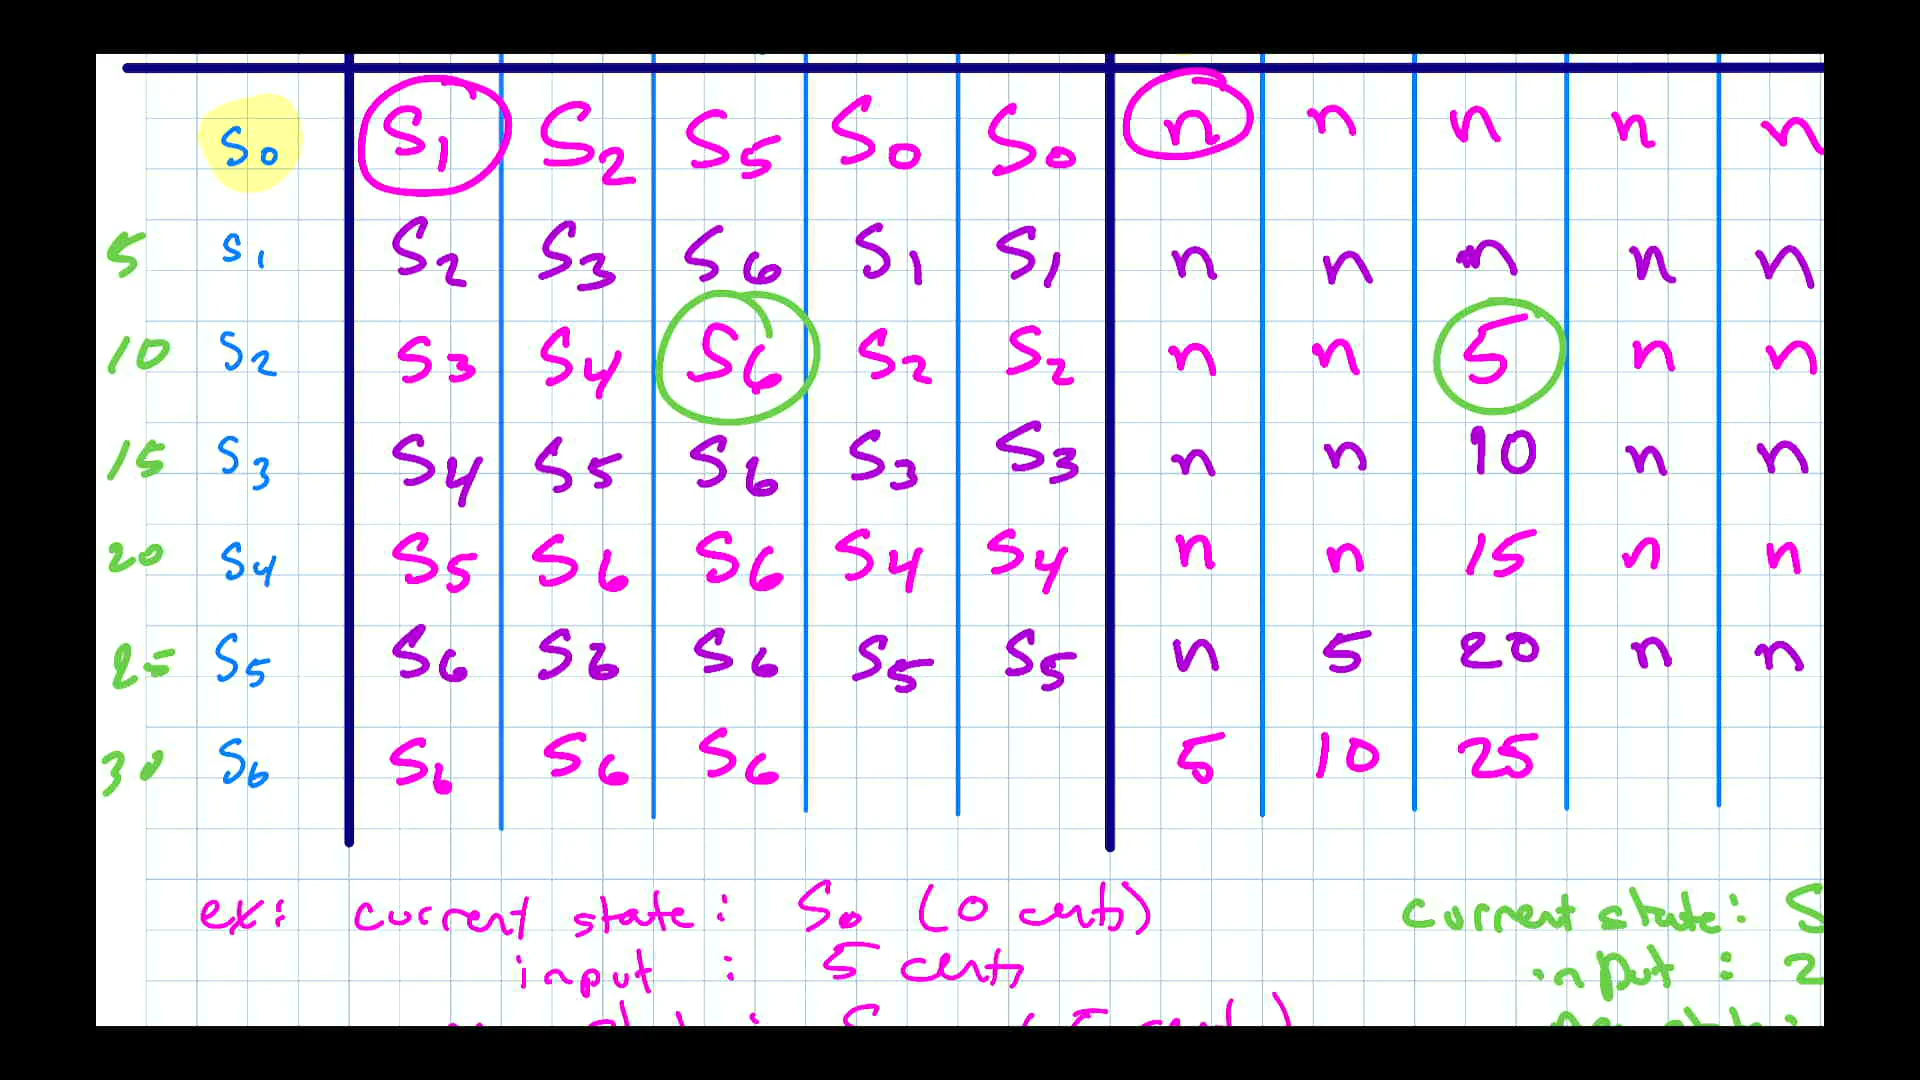 S0 S1 S2 S5 S0 S0 n n n n n
5 S1 S2 S3 S6 S1 S1 n n n n n
10 S2 S3 S4 S6 S2 S2 n n 5 n n
15 S3 S4 S5 S6 S3 S3 n n 10 n n
20 S4 S5 S6 S6 S4 S4 n n 15 n n
25 S5 S6 S6 S6 S5 S5 n 5 20 n n
30 S6 S6 S6 S6 5 10 25
ex: current state: S0 (0 cents) current state: S
input : 5 cents input : 2